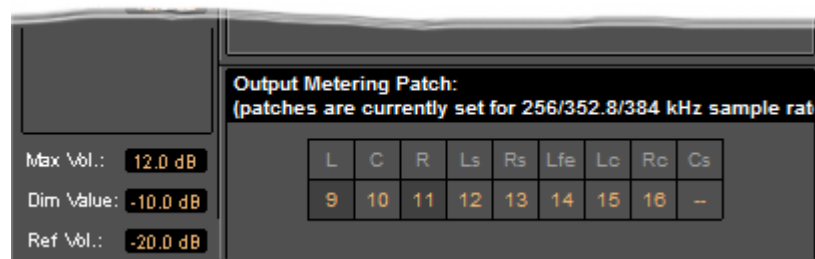 Output Metering Patch:
(patches are currently set for 256/352.8/384 kHz sample rat
Max Vol.: 12.0 dB
Dim Value: -10.0 dB
Ref Vol.: -20.0 dB
L C R Ls Rs Lfe Lc Rc Cs
9 10 11 12 13 14 15 16 --